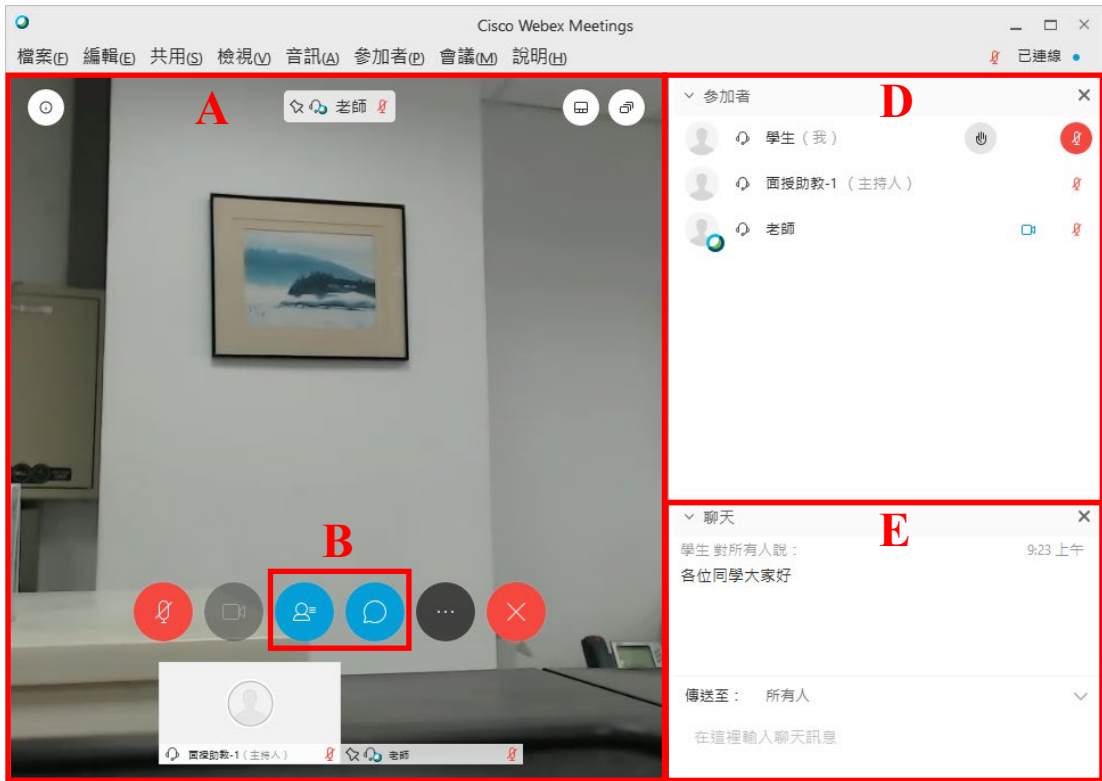 Cisco Webex Meetings
檔案(F) 編輯(E) 共用(S) 檢視(V) 音訊(A) 參加者(P) 會議(M) 說明(H)
已連線
A
老師
B
面授助教-1(主持人)
老師
參加者
D
學生(我)
面授助教-1(主持人)
老師
聊天
E
學生 對所有人說:
9:23 上午
各位同學大家好
傳送至: 所有人
在這裡輸入聊天訊息